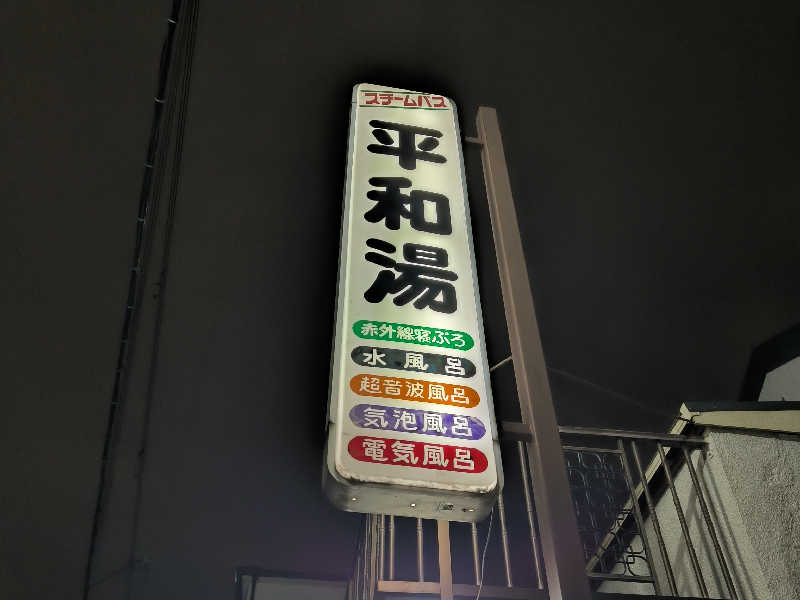 スチームバス
平和湯
赤外線寝ぶろ
水風呂
超音波風呂
気泡風呂
電気風呂